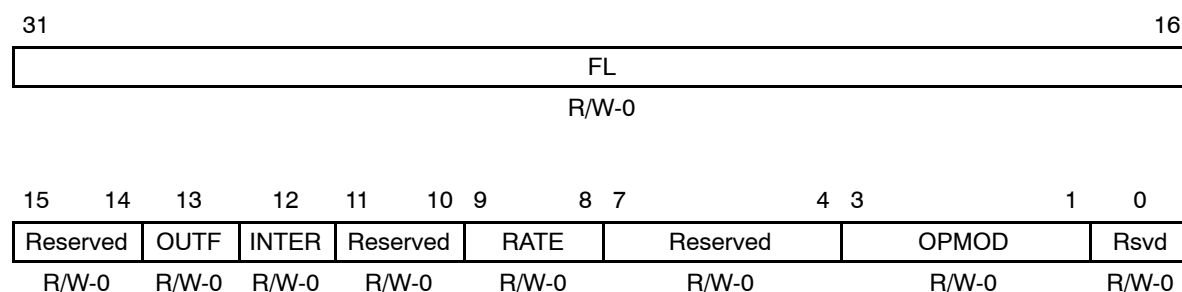 31 16
FL
R/W-0
15 14 13 12 11 10 9 8 7 4 3 1 0
Reserved OUTF INTER Reserved RATE Reserved OPMOD Rsvd
R/W-0 R/W-0 R/W-0 R/W-0 R/W-0 R/W-0 R/W-0 R/W-0